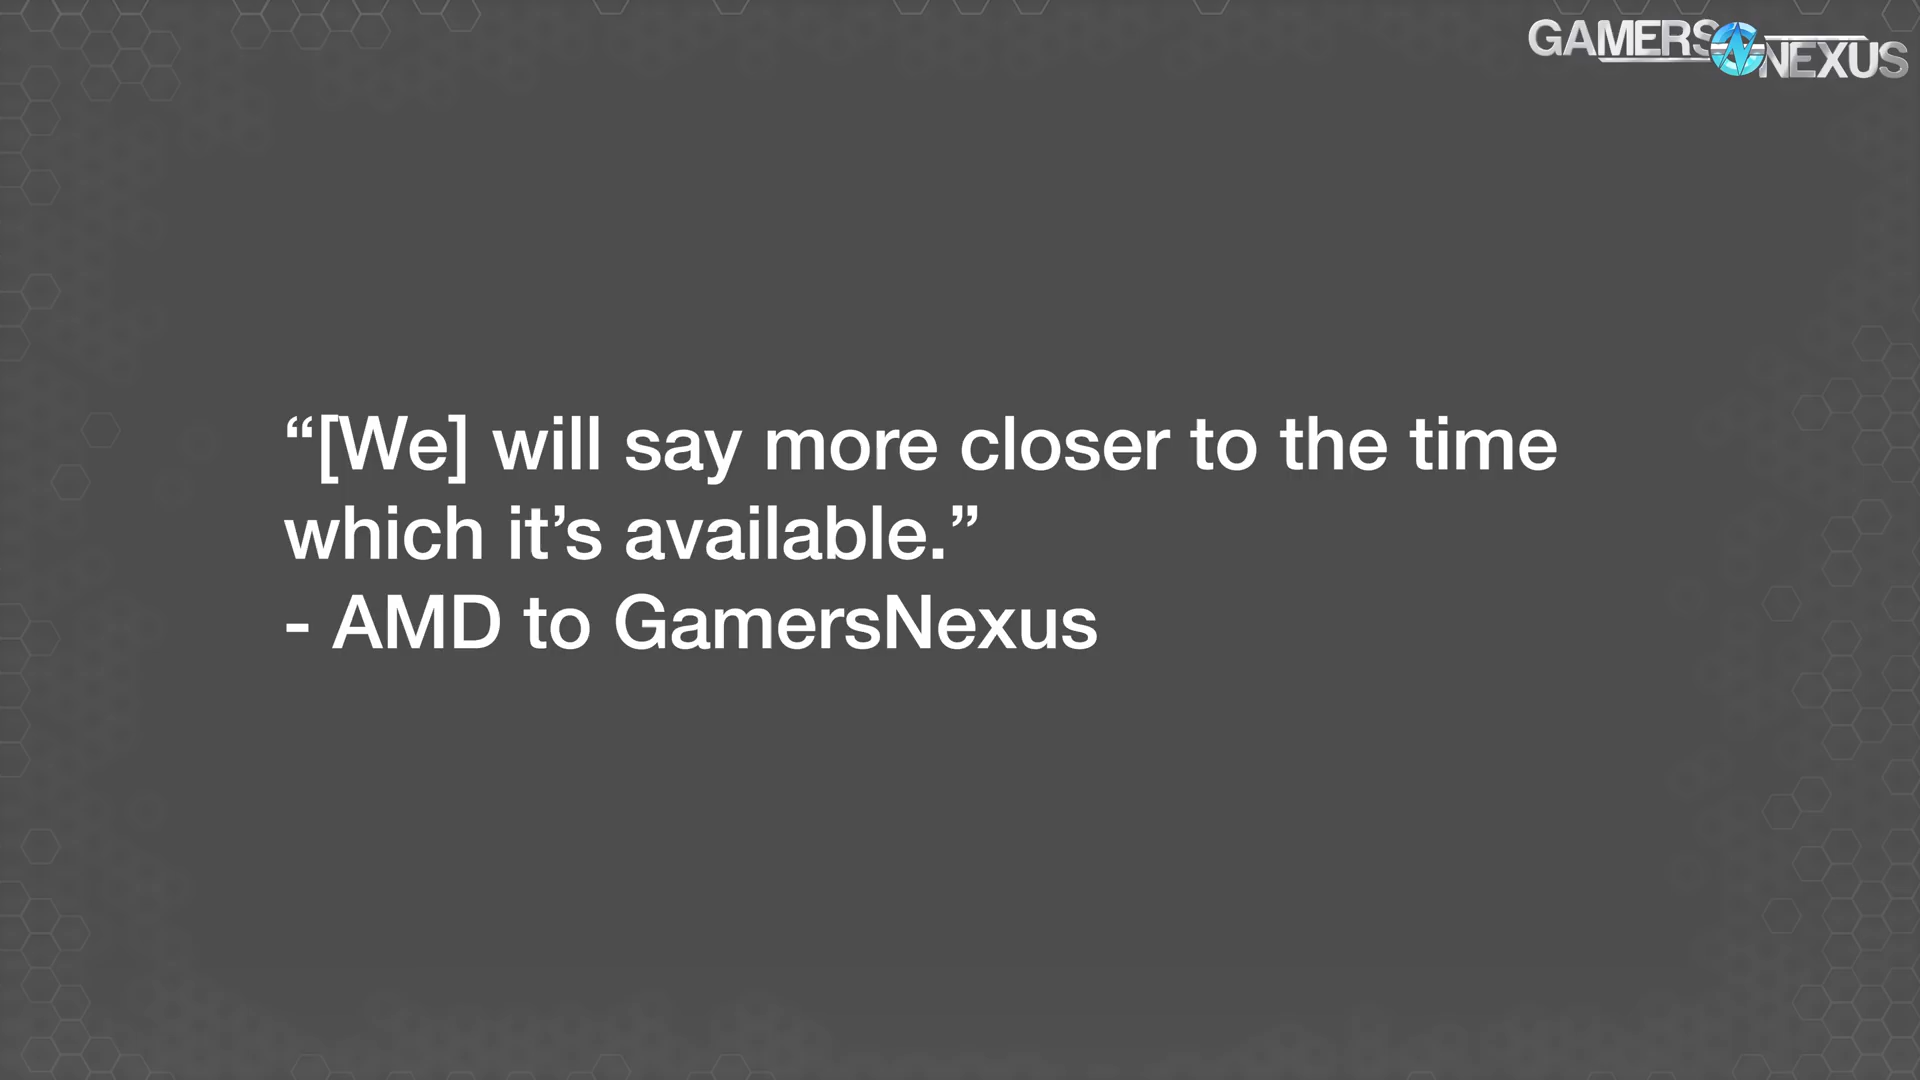 GAMERS NEXUS
“[We] will say more closer to the time
which it’s available.”
- AMD to GamersNexus